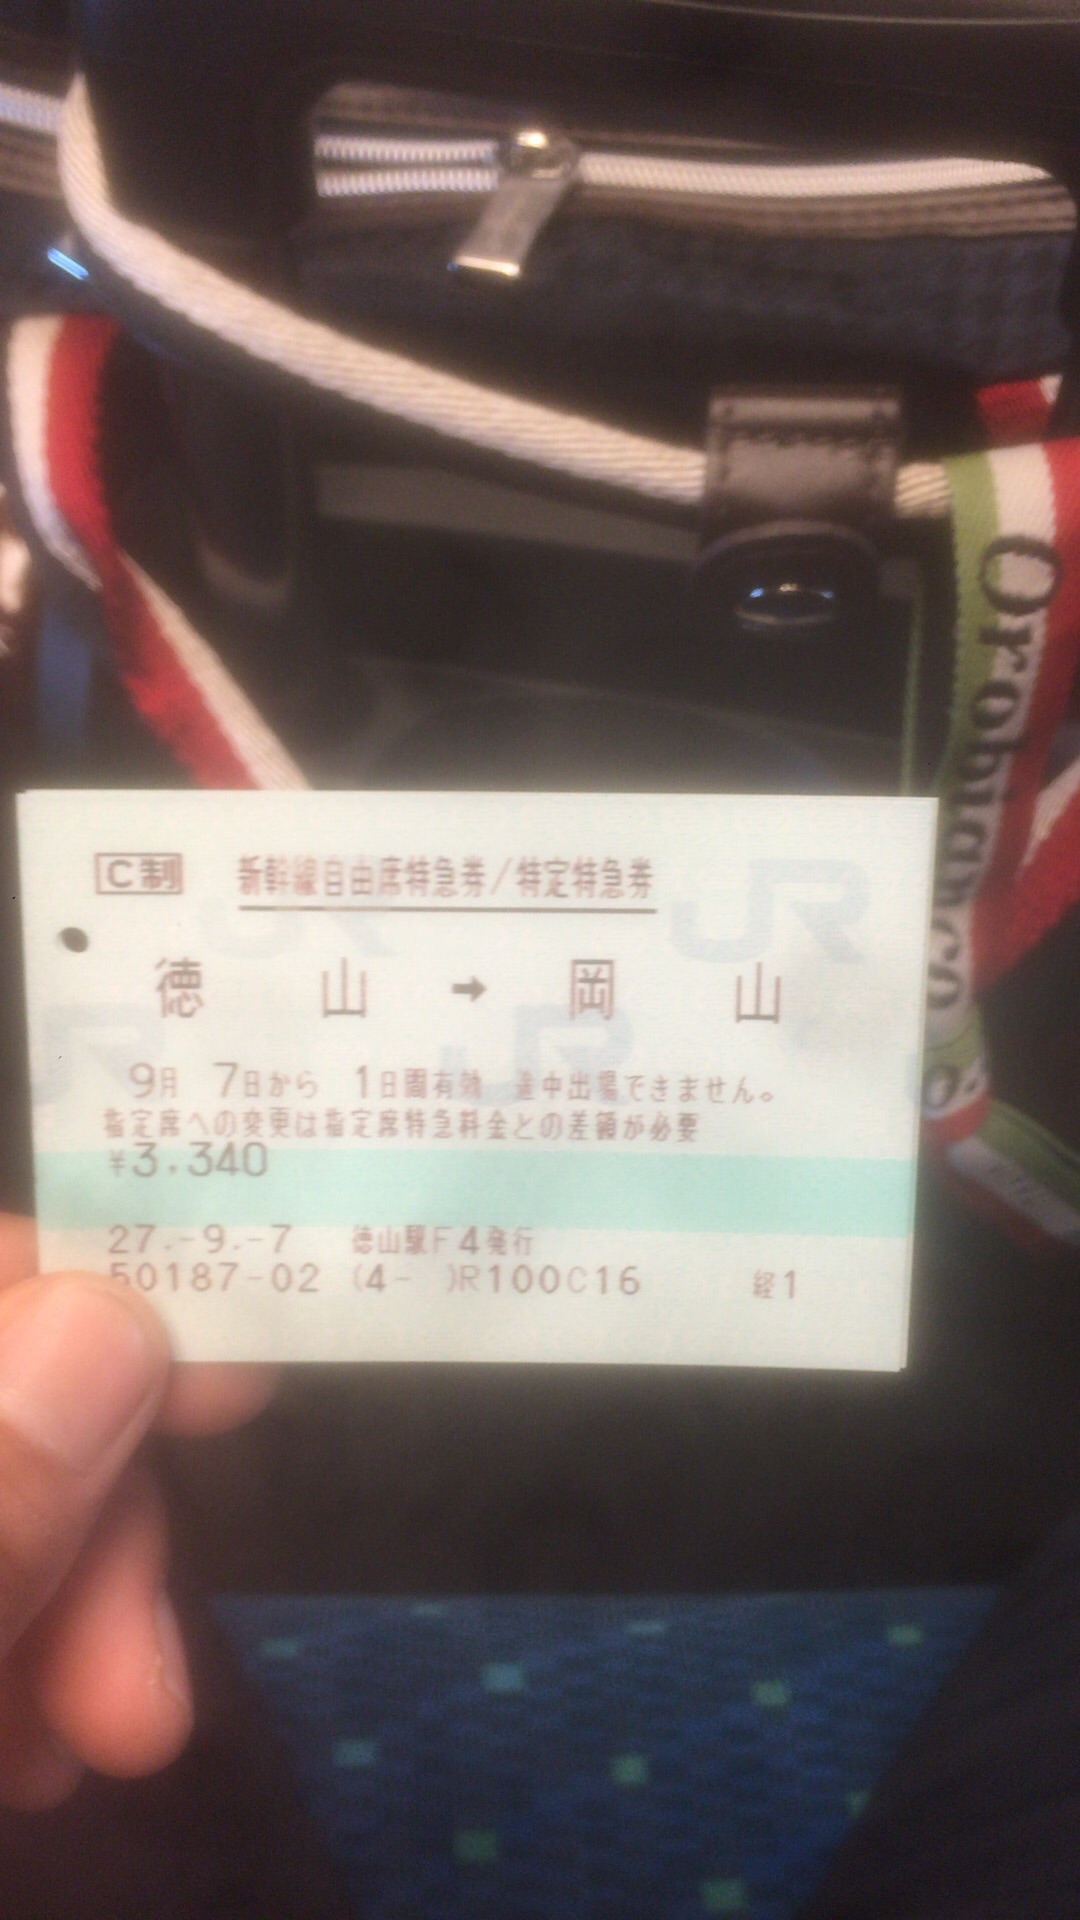 C制 新幹線自由席特急券/特定特急券
徳山 → 岡山
9月 7日から 1日間有効 途中出場できません。
指定席への変更は指定席特急料金との差額が必要
¥3.340
27.-9.-7 徳山駅F4発行
50187-02 (4- )R100C16 経1
JR JR
JR JR
Orobianco